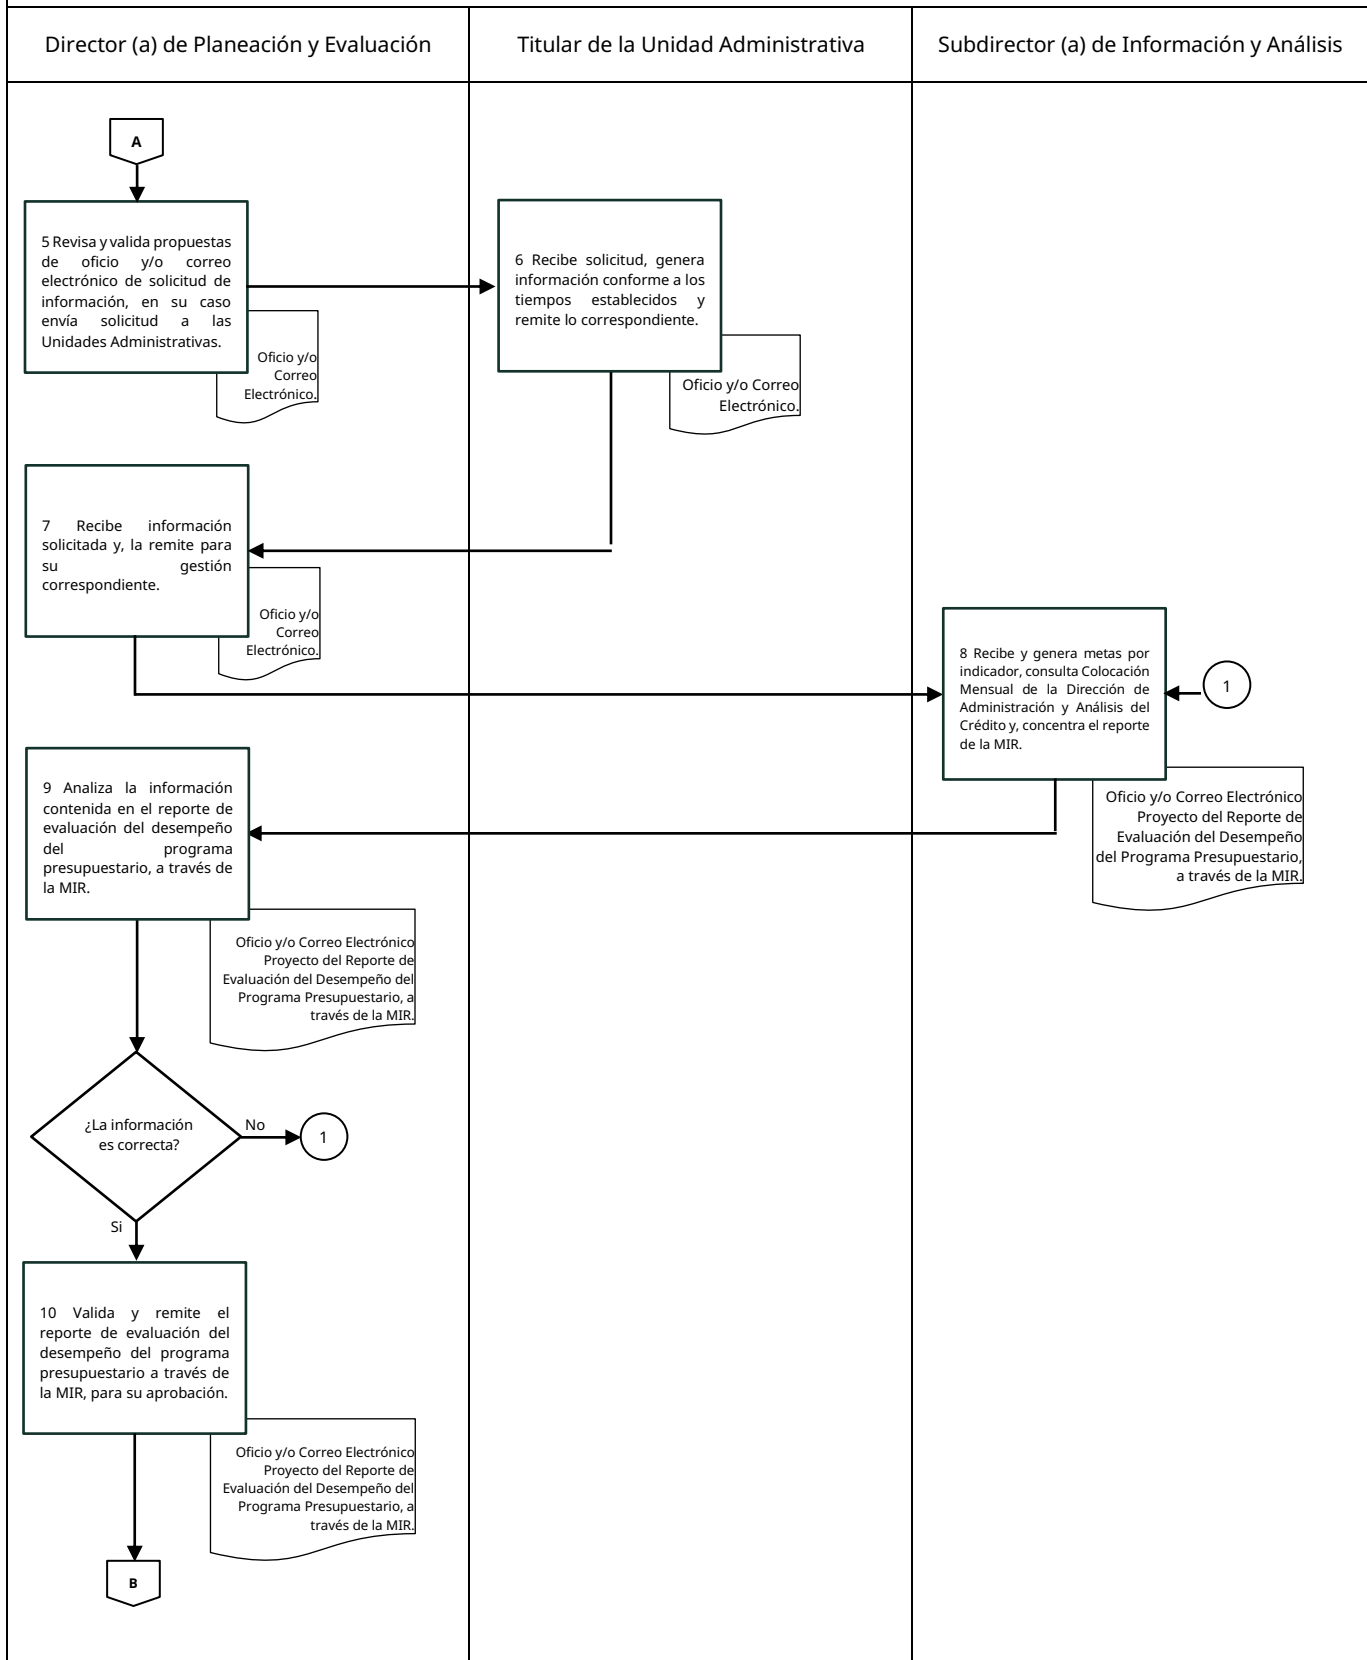 Director (a) de Planeación y Evaluación
Titular de la Unidad Administrativa
Subdirector (a) de Información y Análisis
A
5 Revisa y valida propuestas
de oficio y/o correo
electrónico de solicitud de
información, en su caso
envía solicitud a las
Unidades Administrativas.
Oficio y/o
Correo
Electrónico.
6 Recibe solicitud, genera
información conforme a los
tiempos establecidos y
remite lo correspondiente.
Oficio y/o Correo
Electrónico.
7 Recibe información
solicitada y, la remite para
su gestión
correspondiente.
Oficio y/o
Correo
Electrónico.
8 Recibe y genera metas por
indicador, consulta Colocación
Mensual de la Dirección de
Administración y Análisis del
Crédito y, concentra el reporte
de la MIR.
1
Oficio y/o Correo Electrónico
Proyecto del Reporte de
Evaluación del Desempeño
del Programa Presupuestario,
a través de la MIR.
9 Analiza la información
contenida en el reporte de
evaluación del desempeño
del programa
presupuestario, a través de
la MIR.
Oficio y/o Correo Electrónico
Proyecto del Reporte de
Evaluación del Desempeño del
Programa Presupuestario, a
través de la MIR.
¿La información
es correcta?
No
1
Si
10 Valida y remite el
reporte de evaluación del
desempeño del programa
presupuestario a través de
la MIR, para su aprobación.
Oficio y/o Correo Electrónico
Proyecto del Reporte de
Evaluación del Desempeño del
Programa Presupuestario, a
través de la MIR.
B